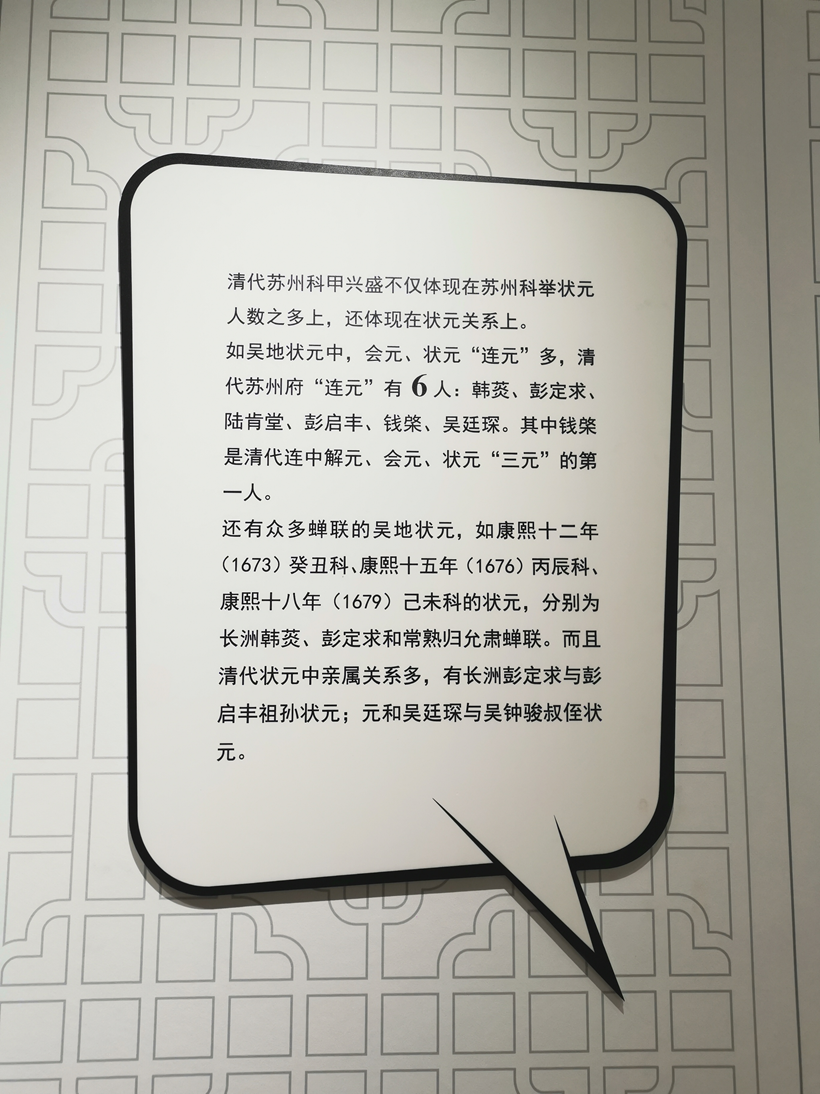 清代苏州科甲兴盛不仅体现在苏州科举状元
人数之多上，还体现在状元关系上。
如吴地状元中，会元、状元“连元”多，清
代苏州府“连元”有6人：韩菼、彭定求、
陆肯堂、彭启丰、钱棨、吴廷琛。其中钱棨
是清代连中解元、会元、状元“三元”的第
一人。
还有众多蝉联的吴地状元，如康熙十二年
（1673）癸丑科、康熙十五年（1676）丙辰科、
康熙十八年（1679）己未科的状元，分别为
长洲韩菼、彭定求和常熟归允肃蝉联。而且
清代状元中亲属关系多，有长洲彭定求与彭
启丰祖孙状元；元和吴廷琛与吴钟骏叔侄状
元。